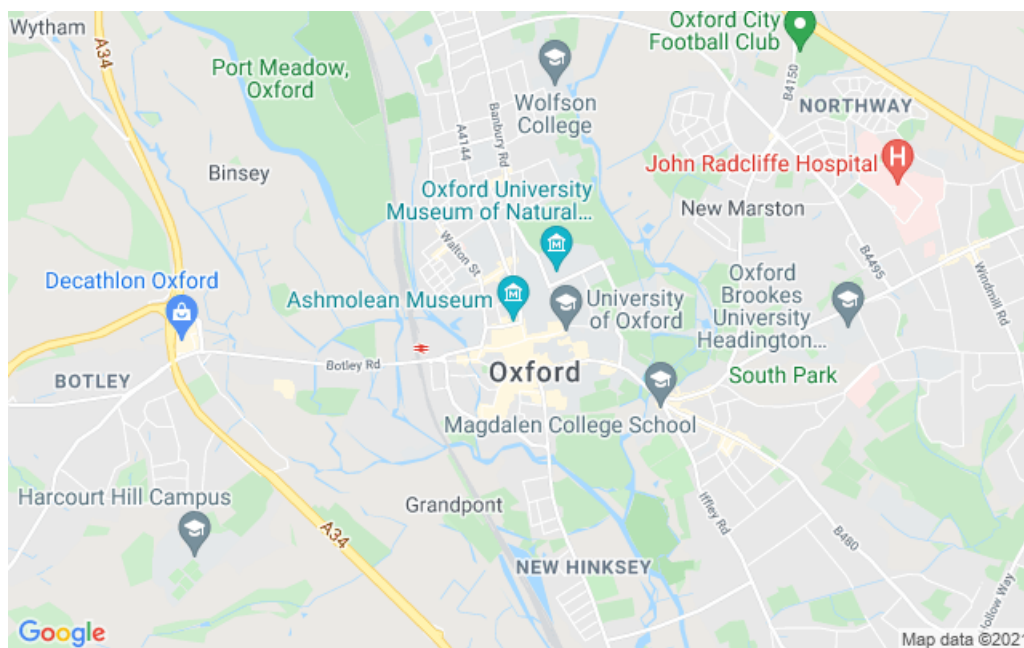 Wytham
A34
Port Meadow,
Oxford
Oxford City
Football Club
B4150
Wolfson
College
Banbury Rd
A4144
NORTHWAY
John Radcliffe Hospital
H
Binsey
Oxford University
Museum of Natural...
New Marston
Walton St
M
B4495
Windmill Rd
Decathlon Oxford
Ashmolean Museum
M
University
of Oxford
Oxford
Brookes
University
Headington...
Botley Rd
Oxford
BOTLEY
South Park
Magdalen College School
Harcourt Hill Campus
Grandpont
Iffley Rd
A34
B480
NEW HINKSEY
Hollow Way
Google
Map data ©2021